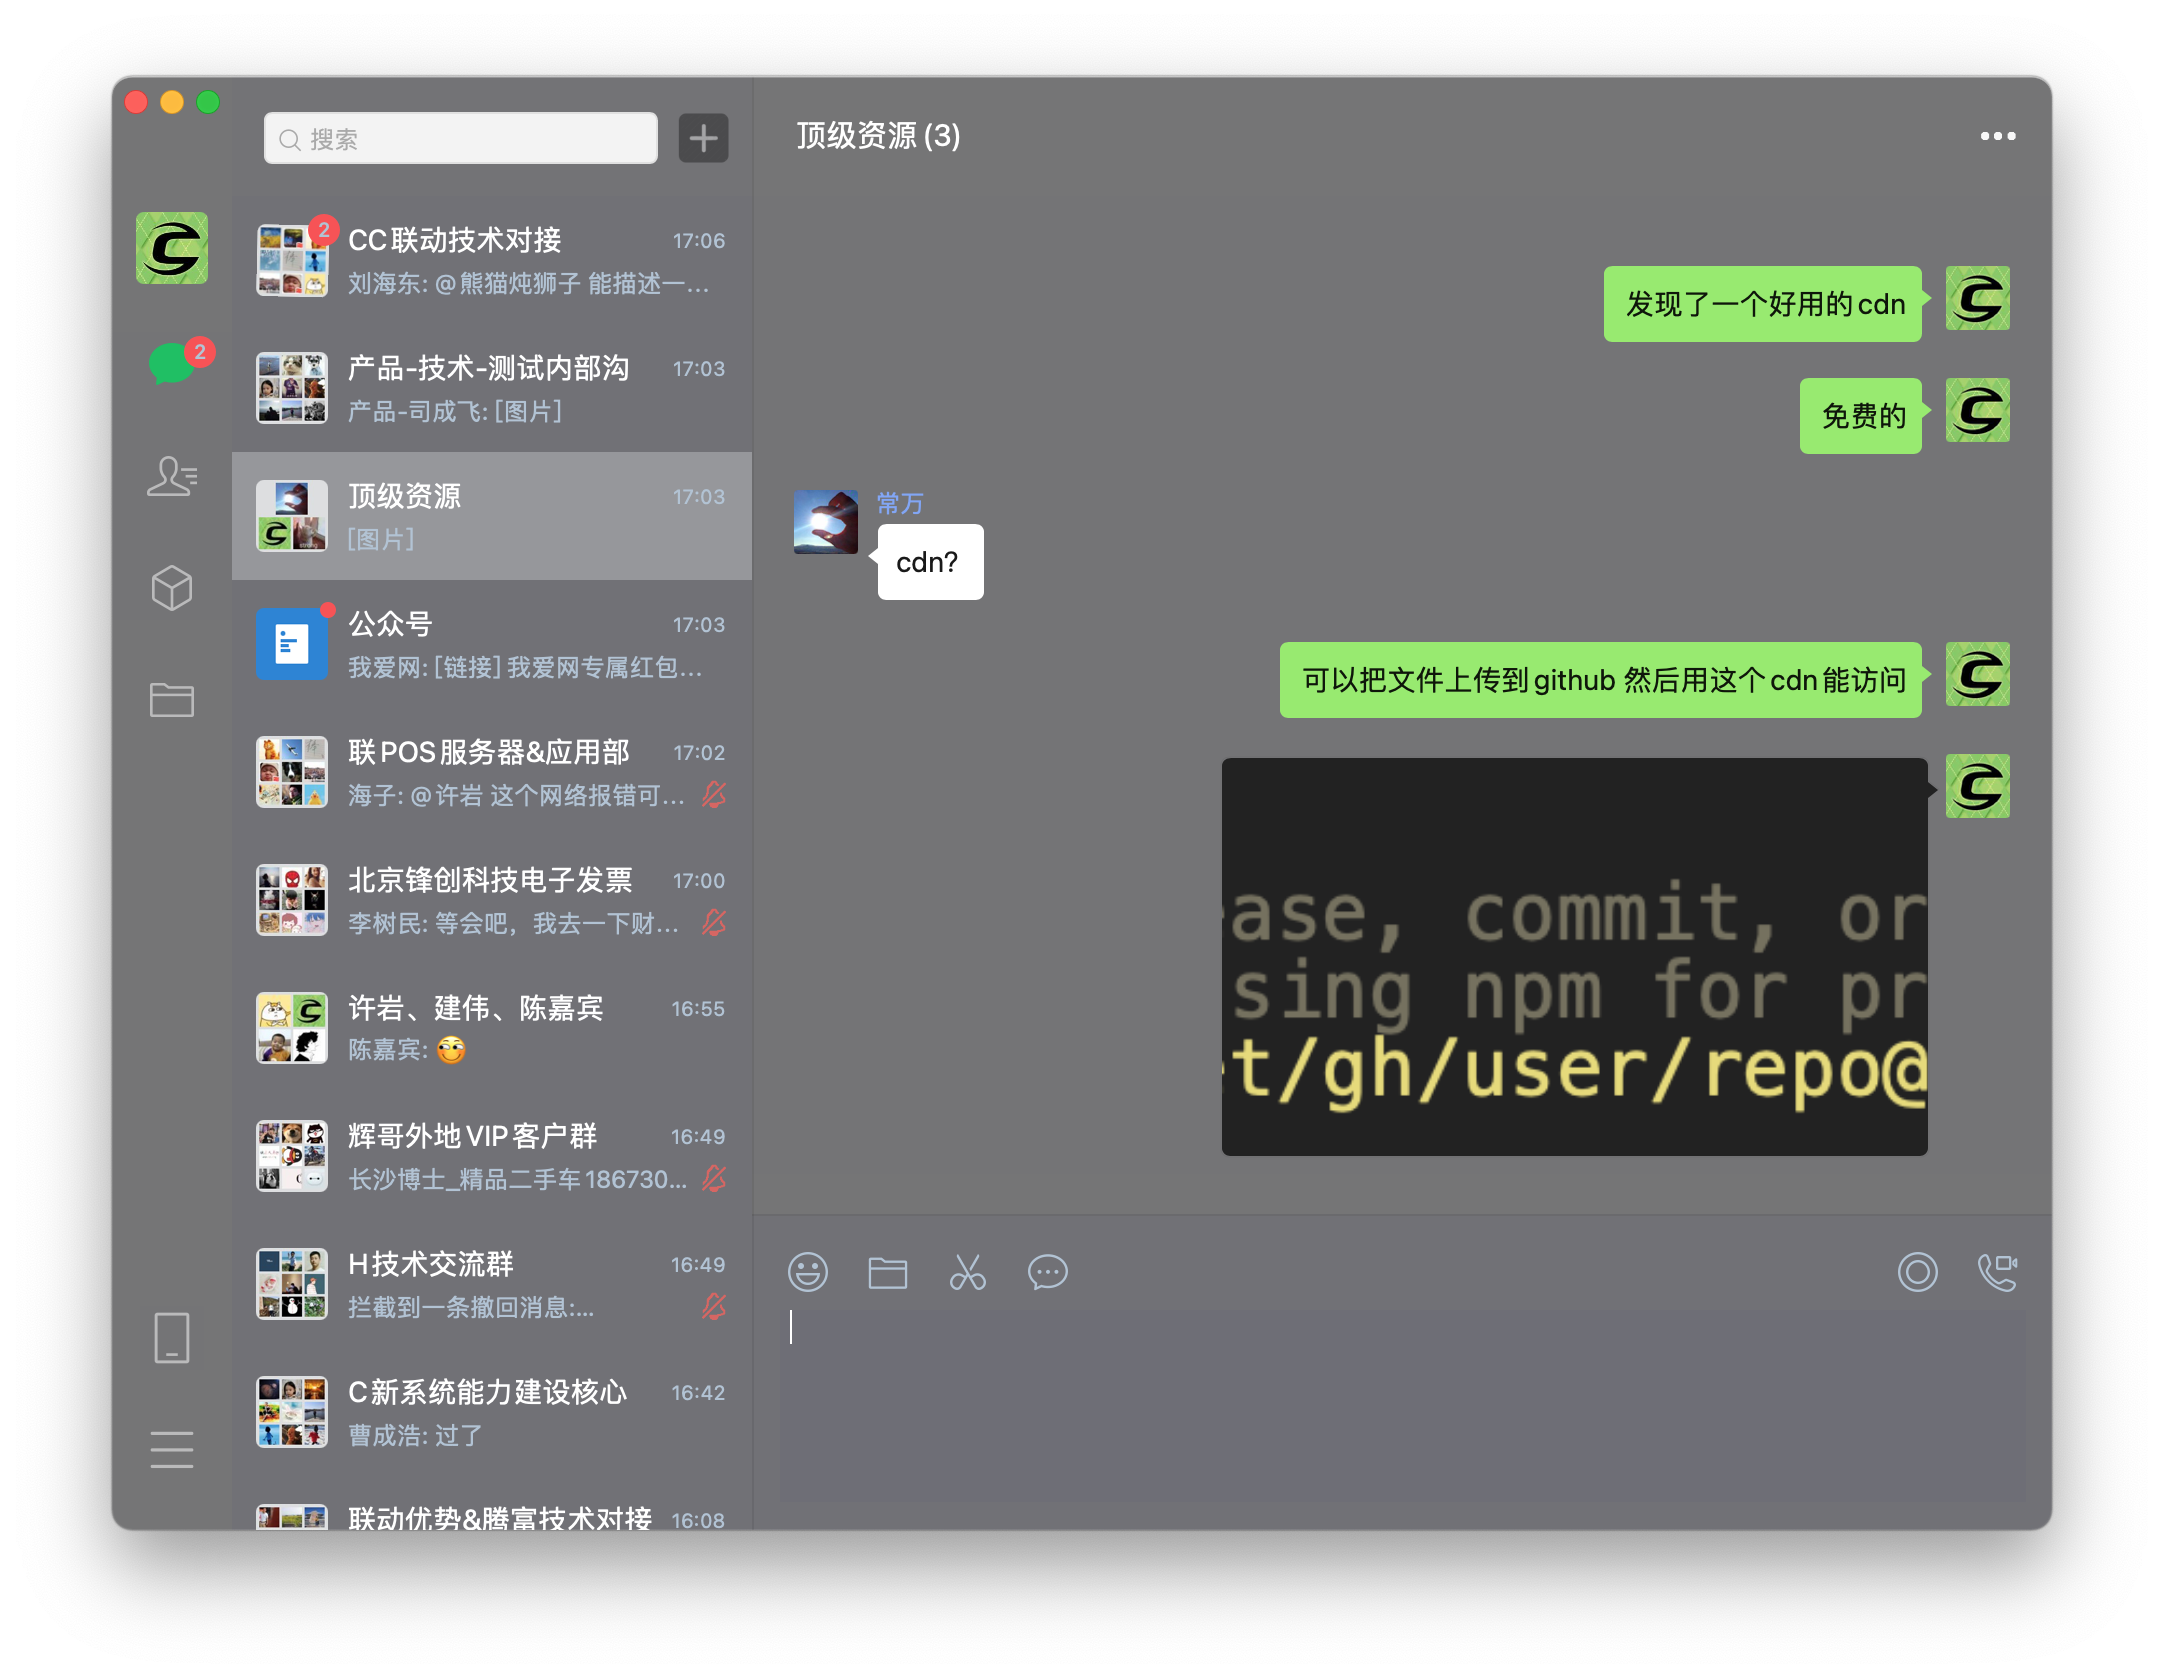 搜索
2
CC联动技术对接
17:06
刘海东: @熊猫炖狮子 能描述一...
2
产品-技术-测试内部沟
17:03
产品-司成飞: [图片]
顶级资源
17:03
[图片]
公众号
17:03
我爱网: [链接] 我爱网专属红包...
联POS服务器&应用部
17:02
海子: @许岩 这个网络报错可...
北京锋创科技电子发票
17:00
李树民: 等会吧，我去一下财...
许岩、建伟、陈嘉宾
16:55
陈嘉宾:
辉哥外地VIP客户群
16:49
长沙博士_精品二手车186730...
H技术交流群
16:49
拦截到一条撤回消息:...
C新系统能力建设核心
16:42
曹成浩: 过了
联动优势&腾富技术对接
16:08
顶级资源 (3)
发现了一个好用的cdn
免费的
常万
cdn?
可以把文件上传到github 然后用这个cdn能访问
ase, commit, or
sing npm for pr
t/gh/user/repo@